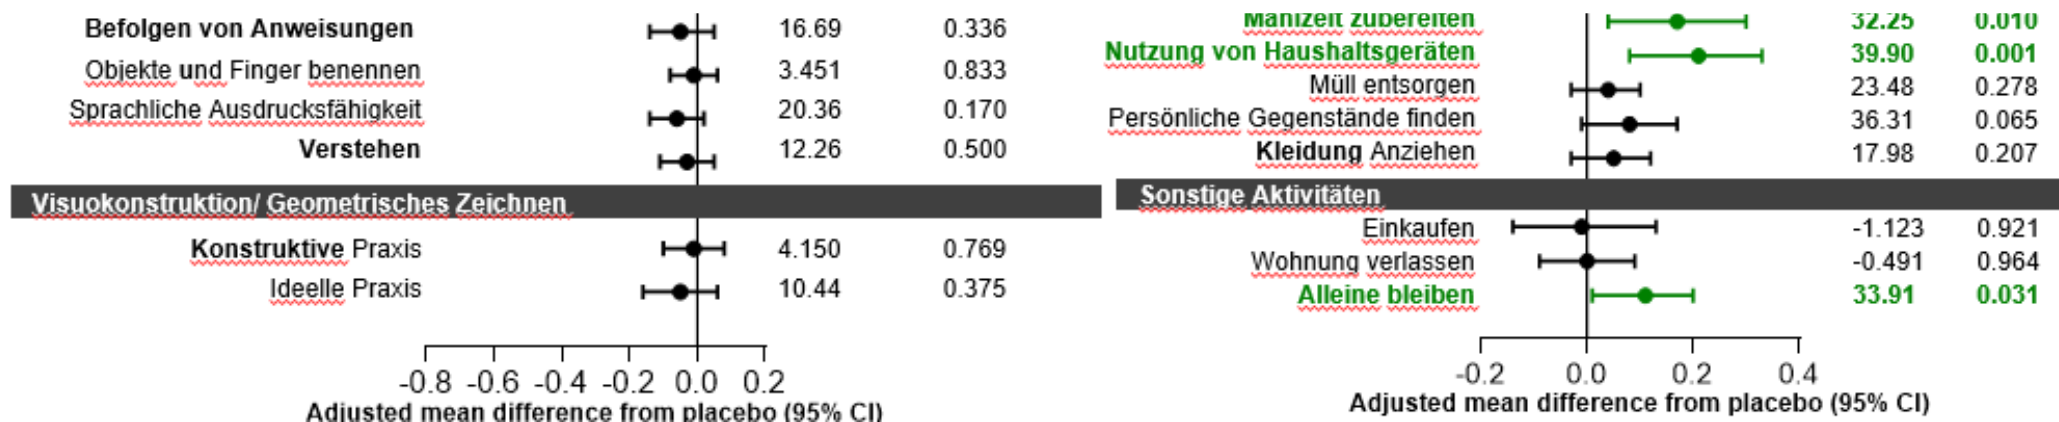 Befolgen von Anweisungen 16.69 0.336
Objekte und Finger benennen 3.451 0.833
Sprachliche Ausdrucksfähigkeit 20.36 0.170
Verstehen 12.26 0.500
Visuokonstruktion/ Geometrisches Zeichnen
Konstruktive Praxis 4.150 0.769
Ideelle Praxis 10.44 0.375
-0.8 -0.6 -0.4 -0.2 0.0 0.2
Adjusted mean difference from placebo (95% CI)
Mahlzeit zubereiten 32.25 0.010
Nutzung von Haushaltsgeräten 39.90 0.001
Müll entsorgen 23.48 0.278
Persönliche Gegenstände finden 36.31 0.065
Kleidung Anziehen 17.98 0.207
Sonstige Aktivitäten
Einkaufen -1.123 0.921
Wohnung verlassen -0.491 0.964
Alleine bleiben 33.91 0.031
-0.2 0.0 0.2 0.4
Adjusted mean difference from placebo (95% CI)